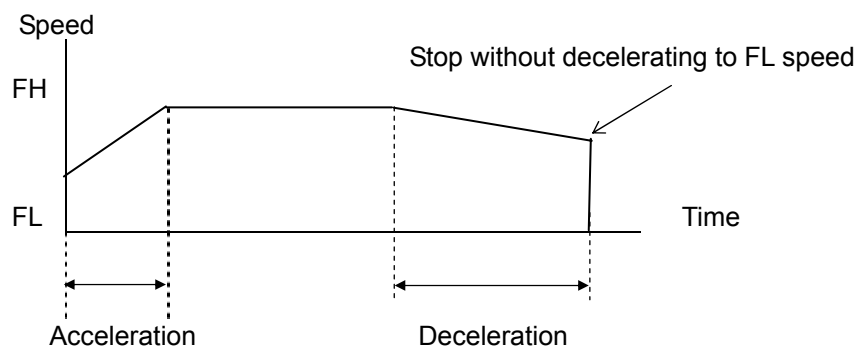 Speed
Stop without decelerating to FL speed
FH
FL
Time
Acceleration
Deceleration